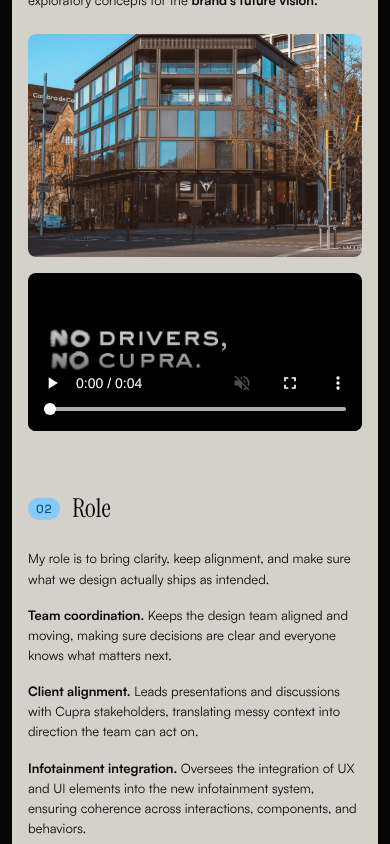 exploratory concepts for the brand's future vision.
NO DRIVERS,
NO CUPRA.
0:00 / 0:04
02 Role
My role is to bring clarity, keep alignment, and make sure
what we design actually ships as intended.
Team coordination. Keeps the design team aligned and
moving, making sure decisions are clear and everyone
knows what matters next.
Client alignment. Leads presentations and discussions
with Cupra stakeholders, translating messy context into
direction the team can act on.
Infotainment integration. Oversees the integration of UX
and UI elements into the new infotainment system,
ensuring coherence across interactions, components, and
behaviors.